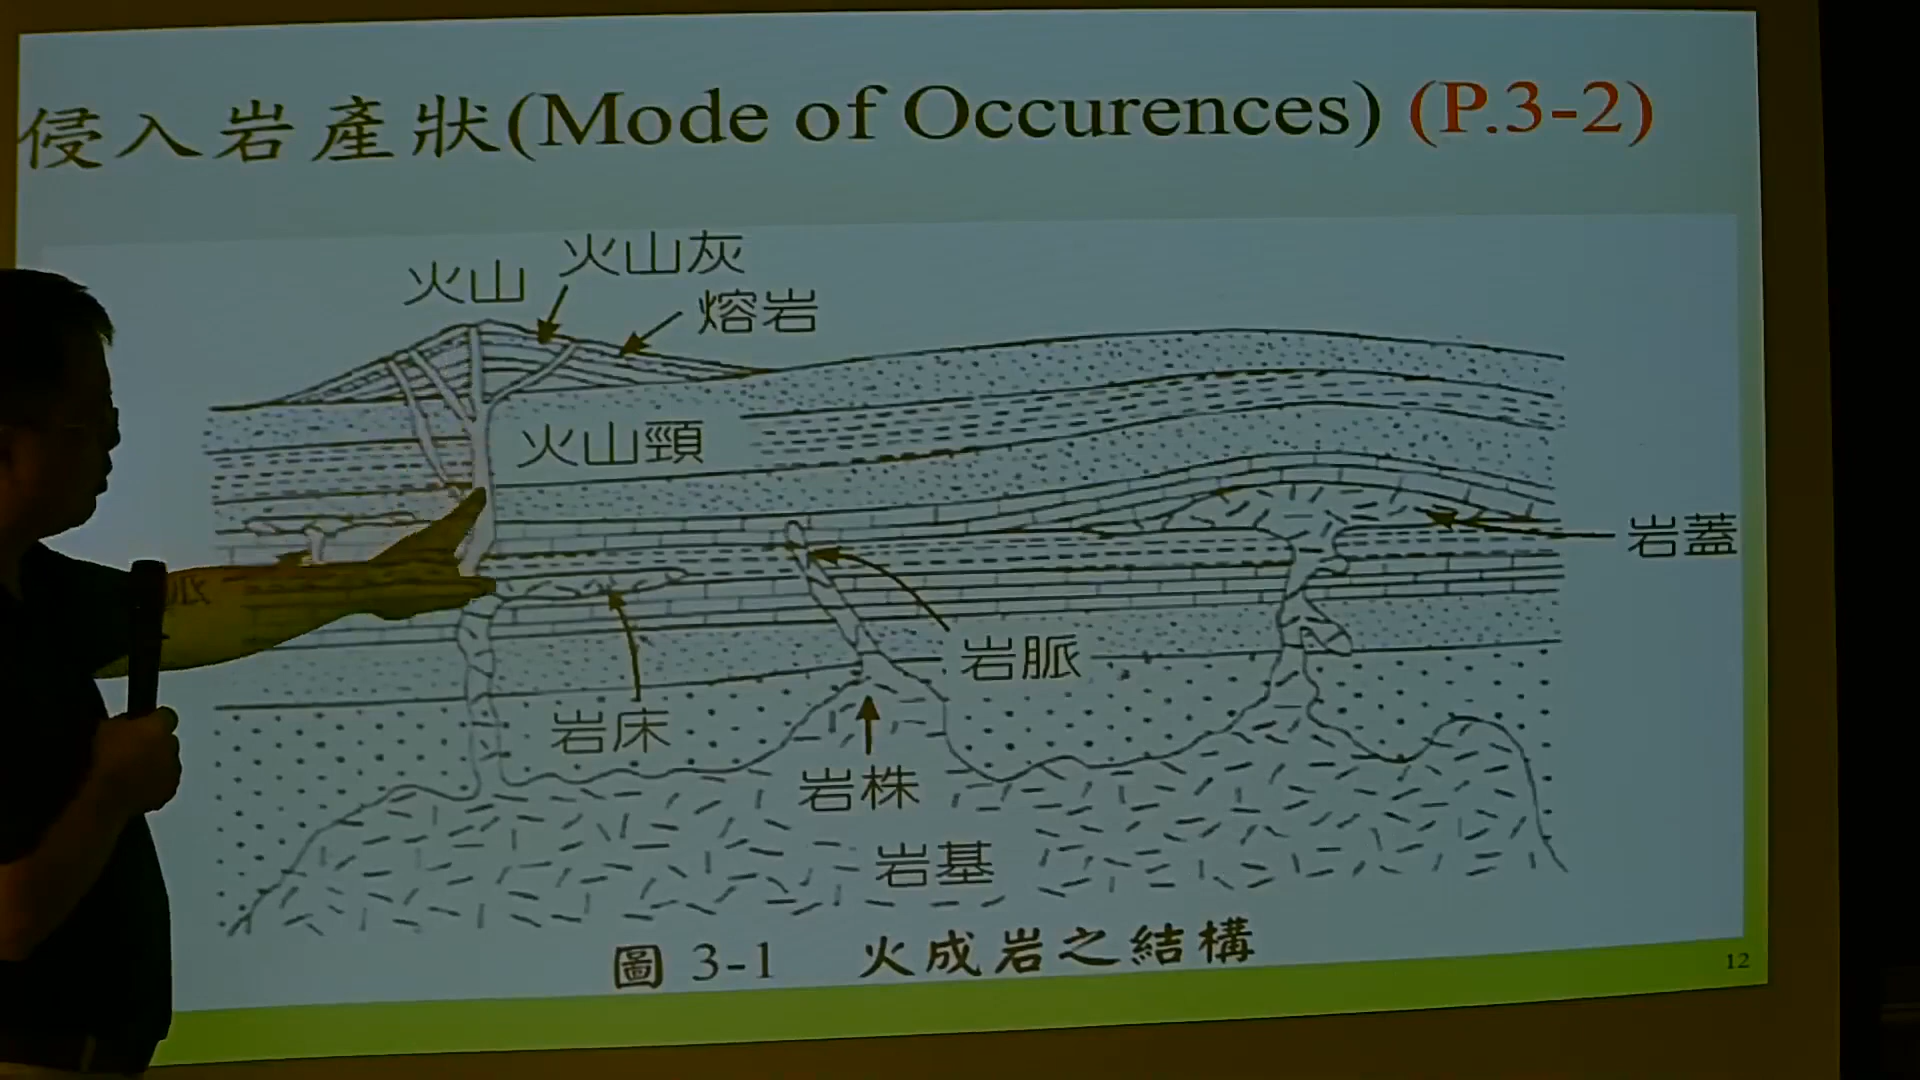 侵入岩產狀(Mode of Occurences) (P.3-2)
火山灰
火山
熔岩
火山頸
岩蓋
脈
岩脈
岩床
岩株
岩基
圖 3-1 火成岩之結構
12